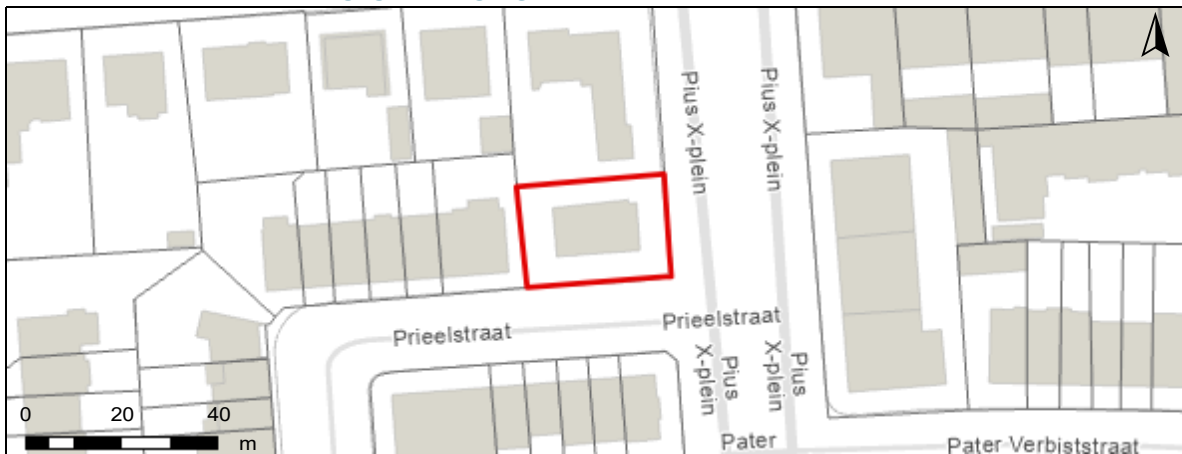 Pius X-plein
Pius X-plein
Prieelstraat
Prieelstraat
Pius
X-plein
Pius
X-plein
0 20 40
m
Pater
Pater Verbiststraat